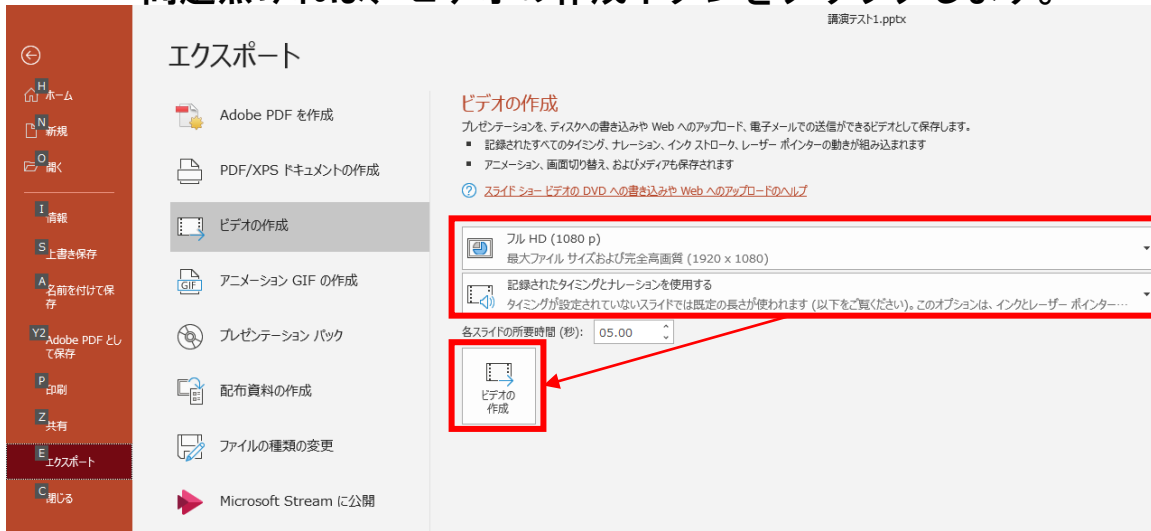 講演テスト1.pptx
エクスポート
H
ホーム
N
新規
O
開く
I
情報
S
上書き保存
A
名前を付けて保
存
Y2
Adobe PDF とし
て保存
P
印刷
Z
共有
E
エクスポート
C
閉じる
Adobe PDF を作成
PDF/XPS ドキュメントの作成
ビデオの作成
GIF
アニメーション GIF の作成
プレゼンテーション パック
配布資料の作成
ファイルの種類の変更
Microsoft Stream に公開
ビデオの作成
プレゼンテーションを、ディスクへの書き込みや Web へのアップロード、電子メールでの送信ができるビデオとして保存します。
▪ 記録されたすべてのタイミング、ナレーション、インク ストローク、レーザー ポインターの動きが組み込まれます
▪ アニメーション、画面切り替え、およびメディアも保存されます
? スライド ショー ビデオの DVD への書き込みや Web へのアップロードのヘルプ
フル HD (1080 p)
最大ファイル サイズおよび完全高画質 (1920 x 1080)
記録されたタイミングとナレーションを使用する
タイミングが設定されていないスライドでは既定の長さが使われます (以下をご覧ください)。このオプションは、インクとレーザー ポインター…
各スライドの所要時間 (秒): 05.00
ビデオの
作成